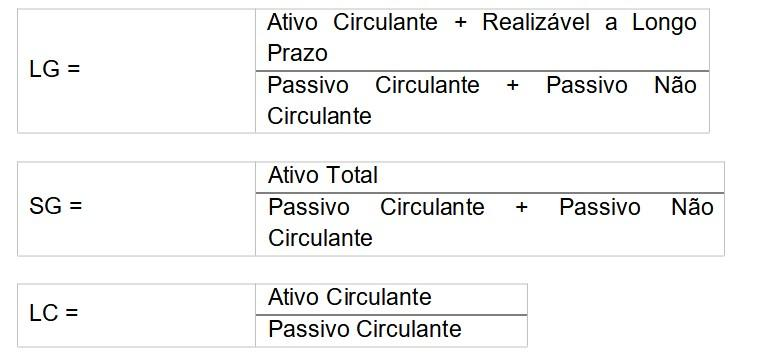 LG =
Ativo Circulante + Realizável a Longo
Prazo
Passivo Circulante + Passivo Não
Circulante
SG =
Ativo Total
Passivo Circulante + Passivo Não
Circulante
LC =
Ativo Circulante
Passivo Circulante